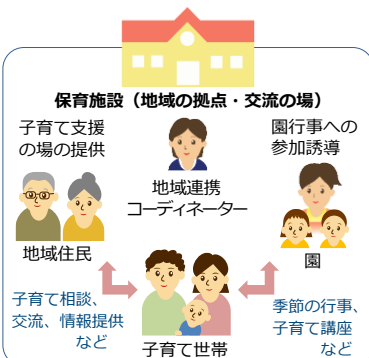 保育施設（地域の拠点・交流の場）
子育て支援
の場の提供
園行事への
参加誘導
地域連携
コーディネーター
地域住民
園
子育て相談、
交流、情報提供
など
季節の行事、
子育て講座
など
子育て世帯